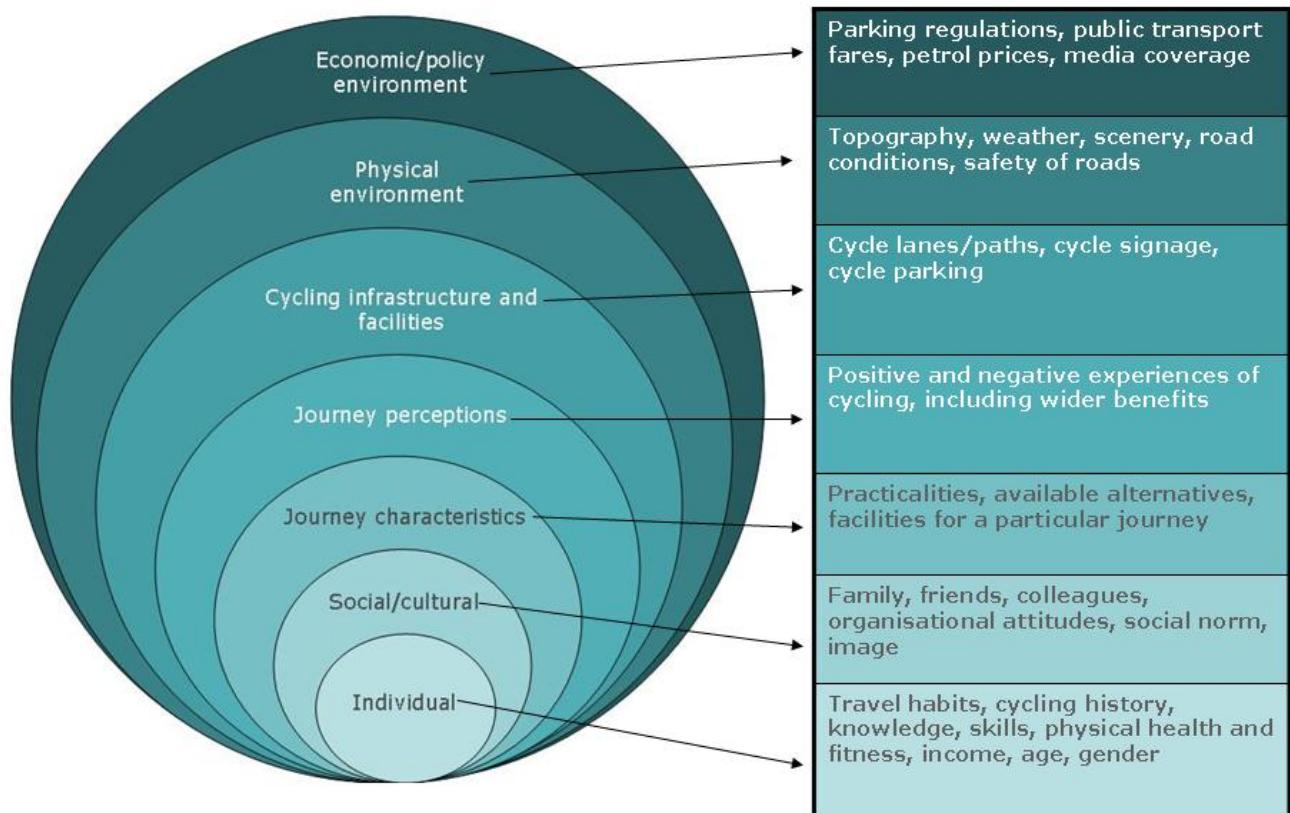 Economic/policy
environment
Parking regulations, public transport
fares, petrol prices, media coverage
Physical
environment
Topography, weather, scenery, road
conditions, safety of roads
Cycling infrastructure and
facilities
Cycle lanes/paths, cycle signage,
cycle parking
Journey perceptions
Positive and negative experiences of
cycling, including wider benefits
Journey characteristics
Practicalities, available alternatives,
facilities for a particular journey
Social/cultural
Family, friends, colleagues,
organisational attitudes, social norm,
image
Individual
Travel habits, cycling history,
knowledge, skills, physical health and
fitness, income, age, gender